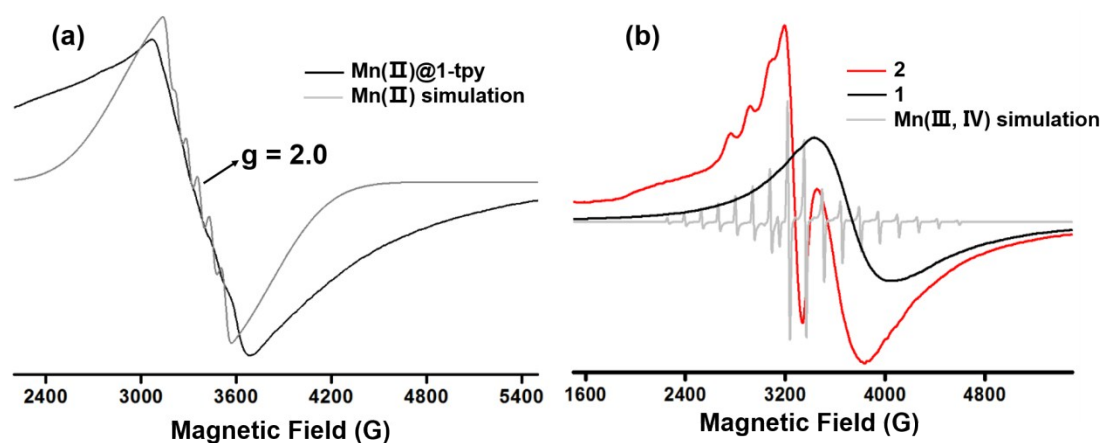 (a)
Mn(Ⅱ)@1-tpy
Mn(Ⅱ) simulation
g = 2.0
2400 3000 3600 4200 4800 5400
Magnetic Field (G)
(b)
2
1
Mn(Ⅲ, Ⅳ) simulation
1600 2400 3200 4000 4800
Magnetic Field (G)